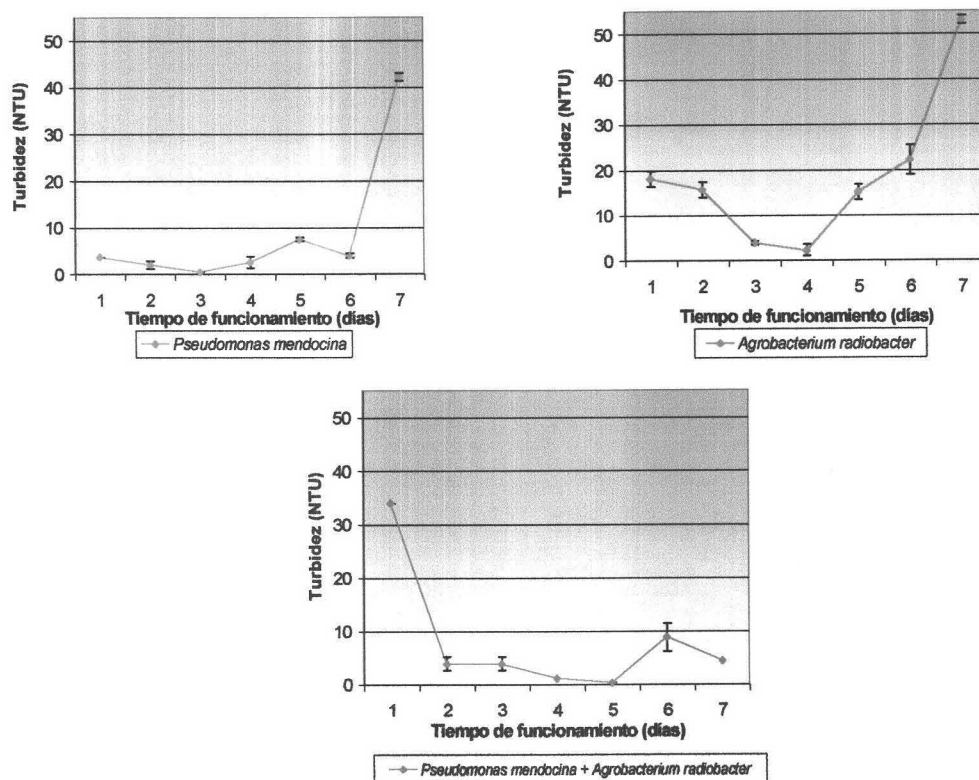 Turbidez (NTU)
50
40
30
20
10
0
1 2 3 4 5 6 7
Tiempo de funcionamiento (días)
Pseudomonas mendocina
Turbidez (NTU)
50
40
30
20
10
0
1 2 3 4 5 6 7
Tiempo de funcionamiento (días)
Agrobacterium radiobacter
Turbidez (NTU)
50
40
30
20
10
0
1 2 3 4 5 6 7
Tiempo de funcionamiento (días)
Pseudomonas mendocina + Agrobacterium radiobacter